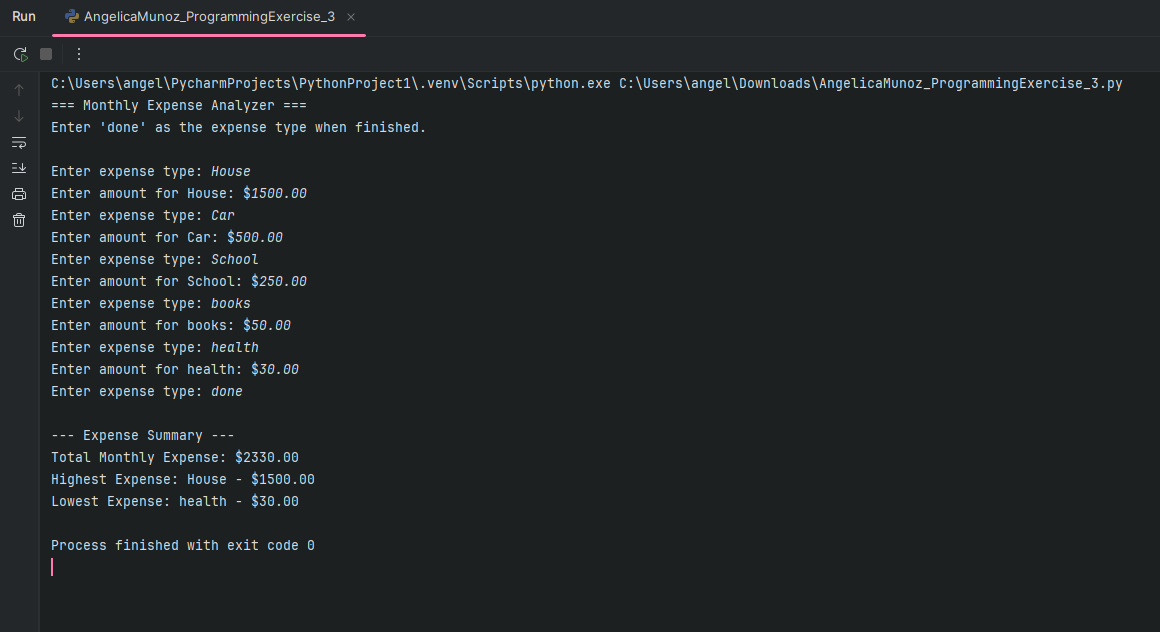 Run AngelicaMunoz_ProgrammingExercise_3
C:\Users\angel\PycharmProjects\PythonProject1\.venv\Scripts\python.exe C:\Users\angel\Downloads\AngelicaMunoz_ProgrammingExercise_3.py
=== Monthly Expense Analyzer ===
Enter 'done' as the expense type when finished.
Enter expense type: House
Enter amount for House: $1500.00
Enter expense type: Car
Enter amount for Car: $500.00
Enter expense type: School
Enter amount for School: $250.00
Enter expense type: books
Enter amount for books: $50.00
Enter expense type: health
Enter amount for health: $30.00
Enter expense type: done
--- Expense Summary ---
Total Monthly Expense: $2330.00
Highest Expense: House - $1500.00
Lowest Expense: health - $30.00
Process finished with exit code 0